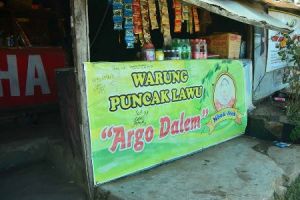 HA
WARUNG
PUNCAK LAWU
"Argo Dalem"